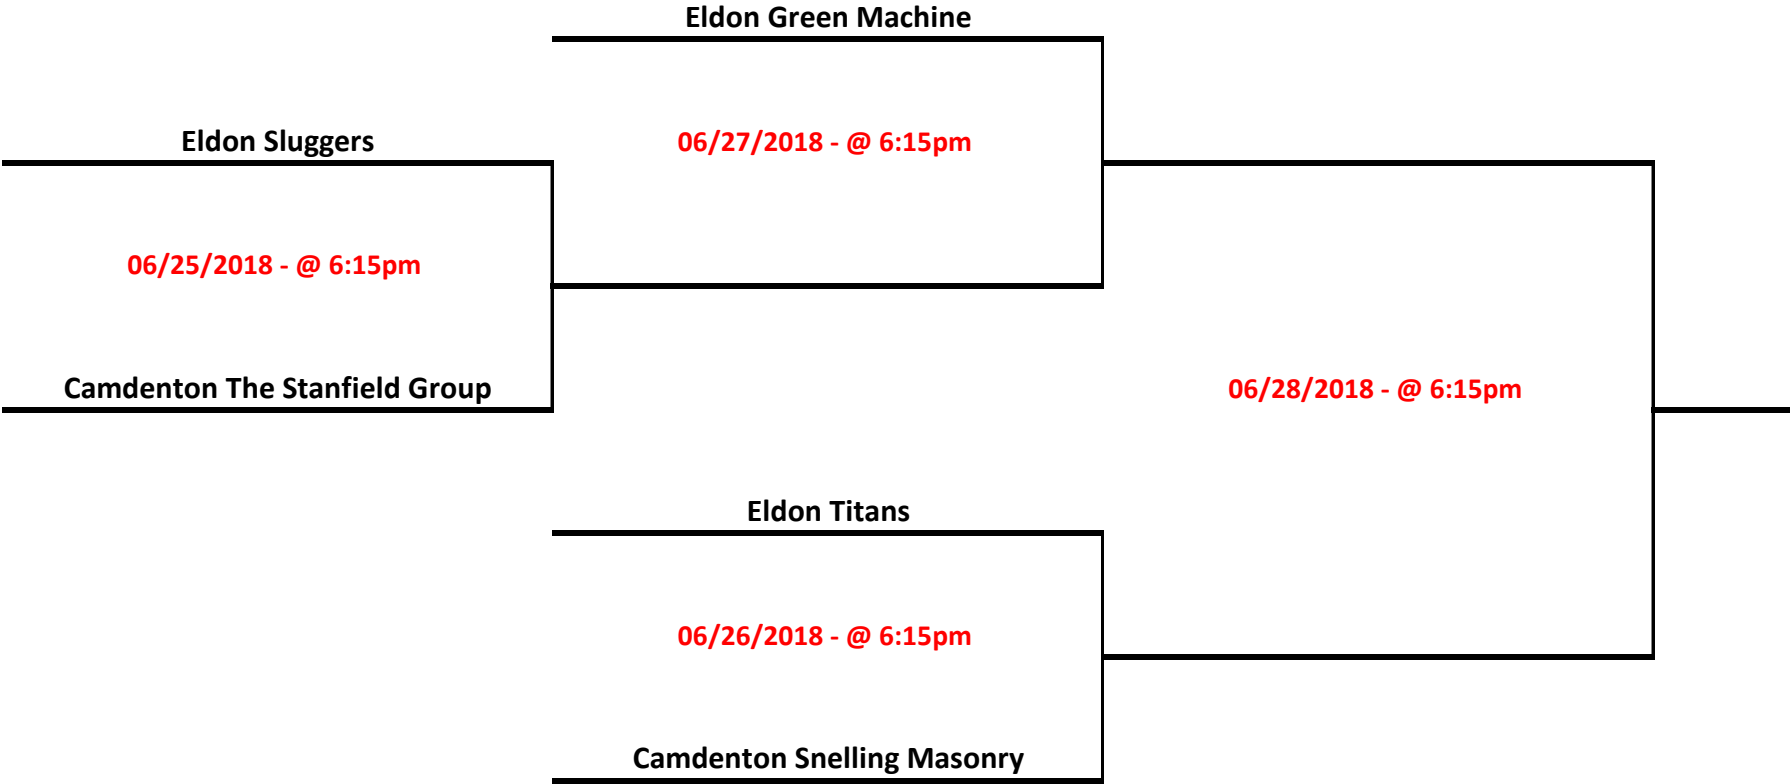 Eldon Green Machine
Eldon Sluggers
06/27/2018 - @ 6:15pm
06/25/2018 - @ 6:15pm
Camdenton The Stanfield Group
06/28/2018 - @ 6:15pm
Eldon Titans
06/26/2018 - @ 6:15pm
Camdenton Snelling Masonry